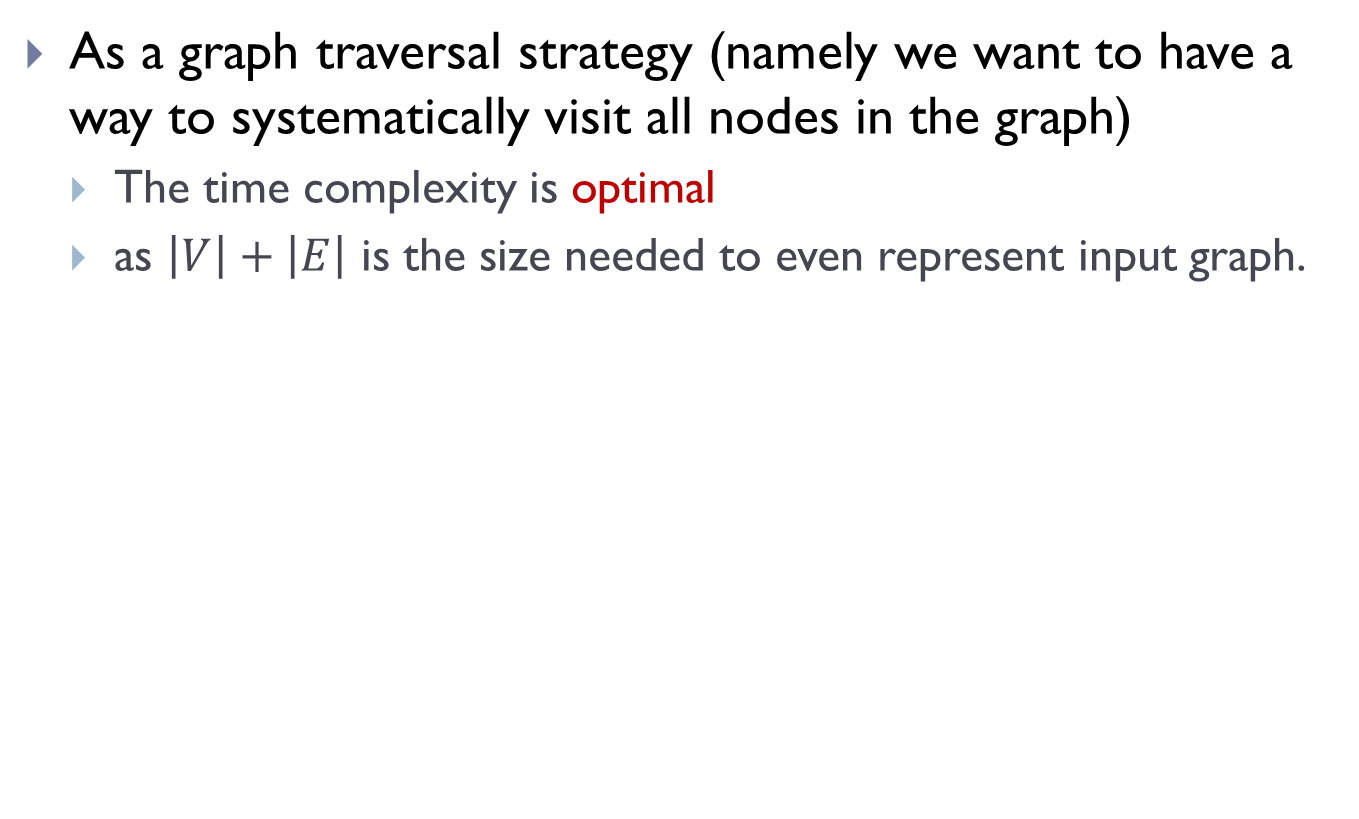 As a graph traversal strategy (namely we want to have a
way to systematically visit all nodes in the graph)
The time complexity is optimal
as |V| + |E| is the size needed to even represent input graph.